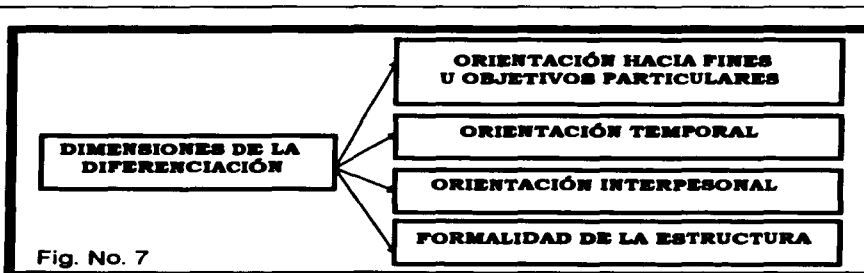 ORIENTACIÓN HACIA FINES
U OBJETIVOS PARTICULARES
ORIENTACIÓN TEMPORAL
DIMENSIONES DE LA
DIFERENCIACIÓN
ORIENTACIÓN INTERPESONAL
FORMALIDAD DE LA ESTRUCTURA
Fig. No. 7